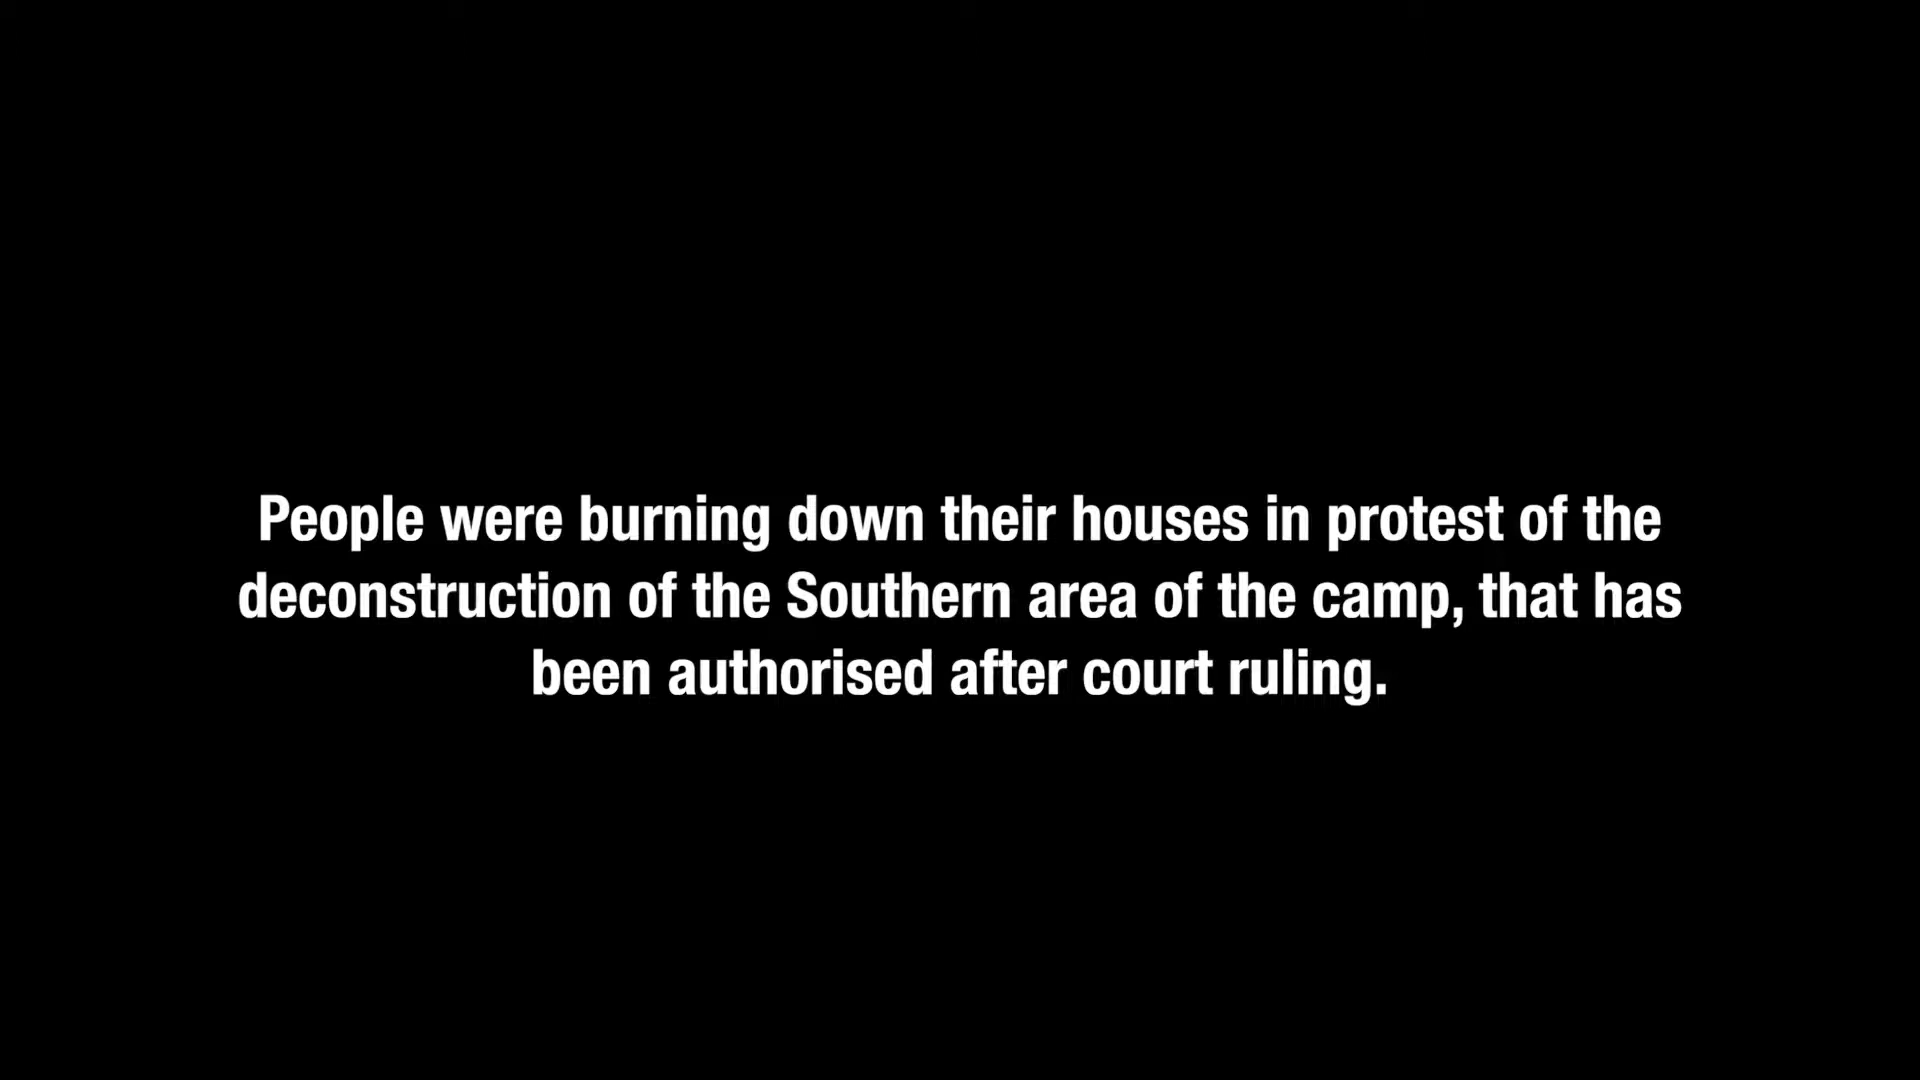 People were burning down their houses in protest of the
deconstruction of the Southern area of the camp, that has
been authorised after court ruling.